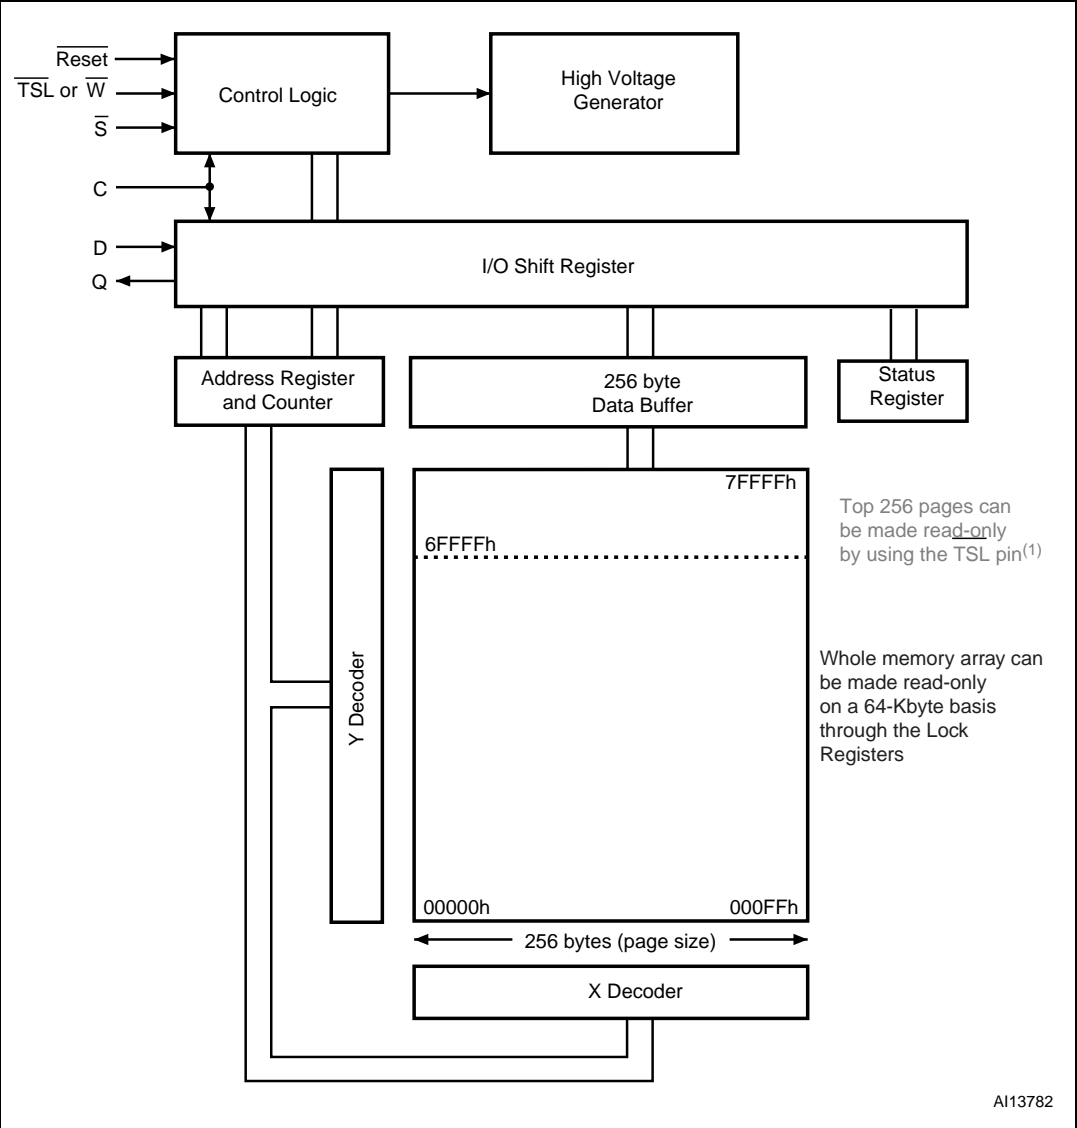 Reset
TSL or W
S
C
D
Q
Control Logic
High Voltage
Generator
I/O Shift Register
Address Register
and Counter
256 byte
Data Buffer
Status
Register
7FFFFh
6FFFFh
Top 256 pages can
be made read-only
by using the TSL pin(1)
Y Decoder
Whole memory array can
be made read-only
on a 64-Kbyte basis
through the Lock
Registers
00000h
000FFh
256 bytes (page size)
X Decoder
AI13782